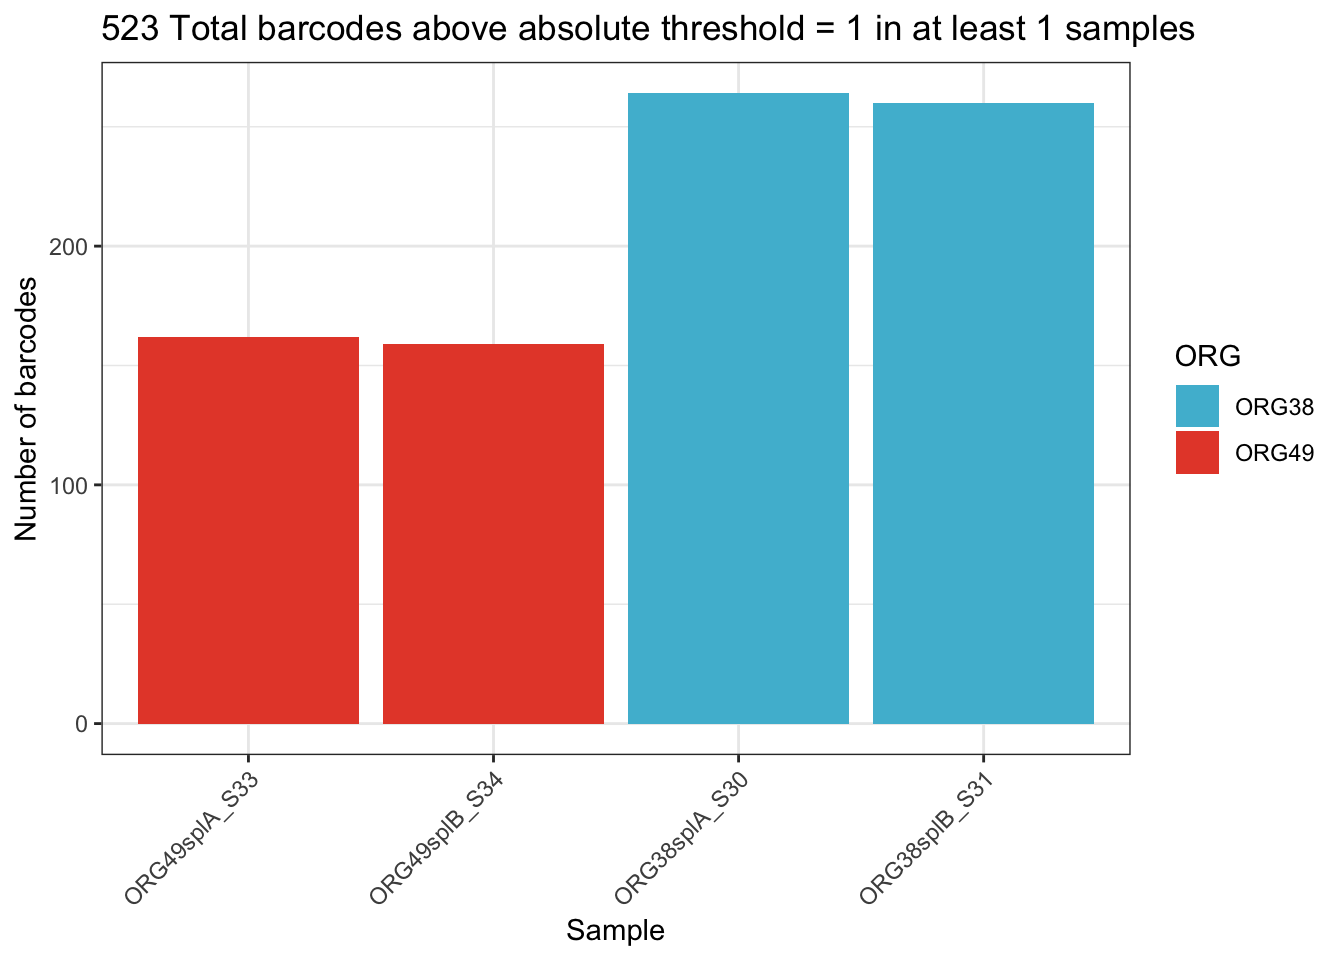 523 Total barcodes above absolute threshold = 1 in at least 1 samples
Number of barcodes
200
100
0
ORG49splA_S33
ORG49splB_S34
ORG38splA_S30
ORG38splB_S31
Sample
ORG
ORG38
ORG49